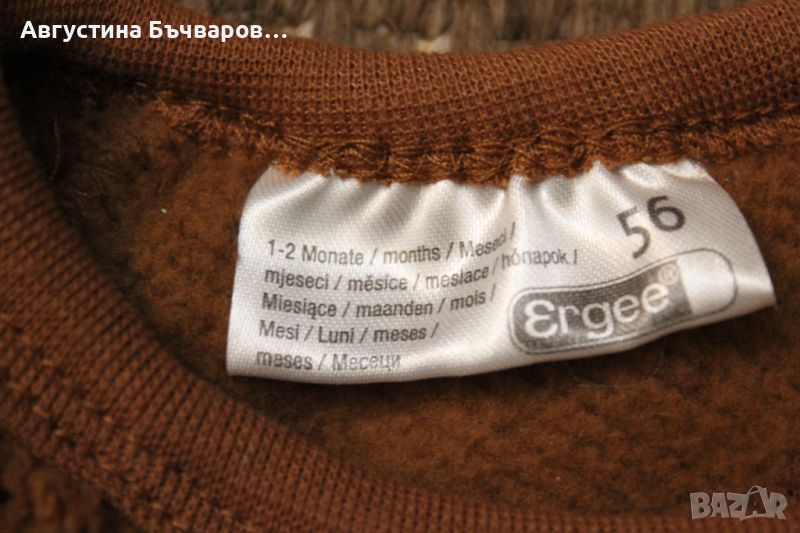 Августина Бъчваров...
56
1-2 Monate / months / Meseci /
mjeseci / měsíce / mesiace / hónapok /
Miesiące / maanden / mois /
Mesi / Luni / meses /
meses / Месеци
ergee®
BAZAR